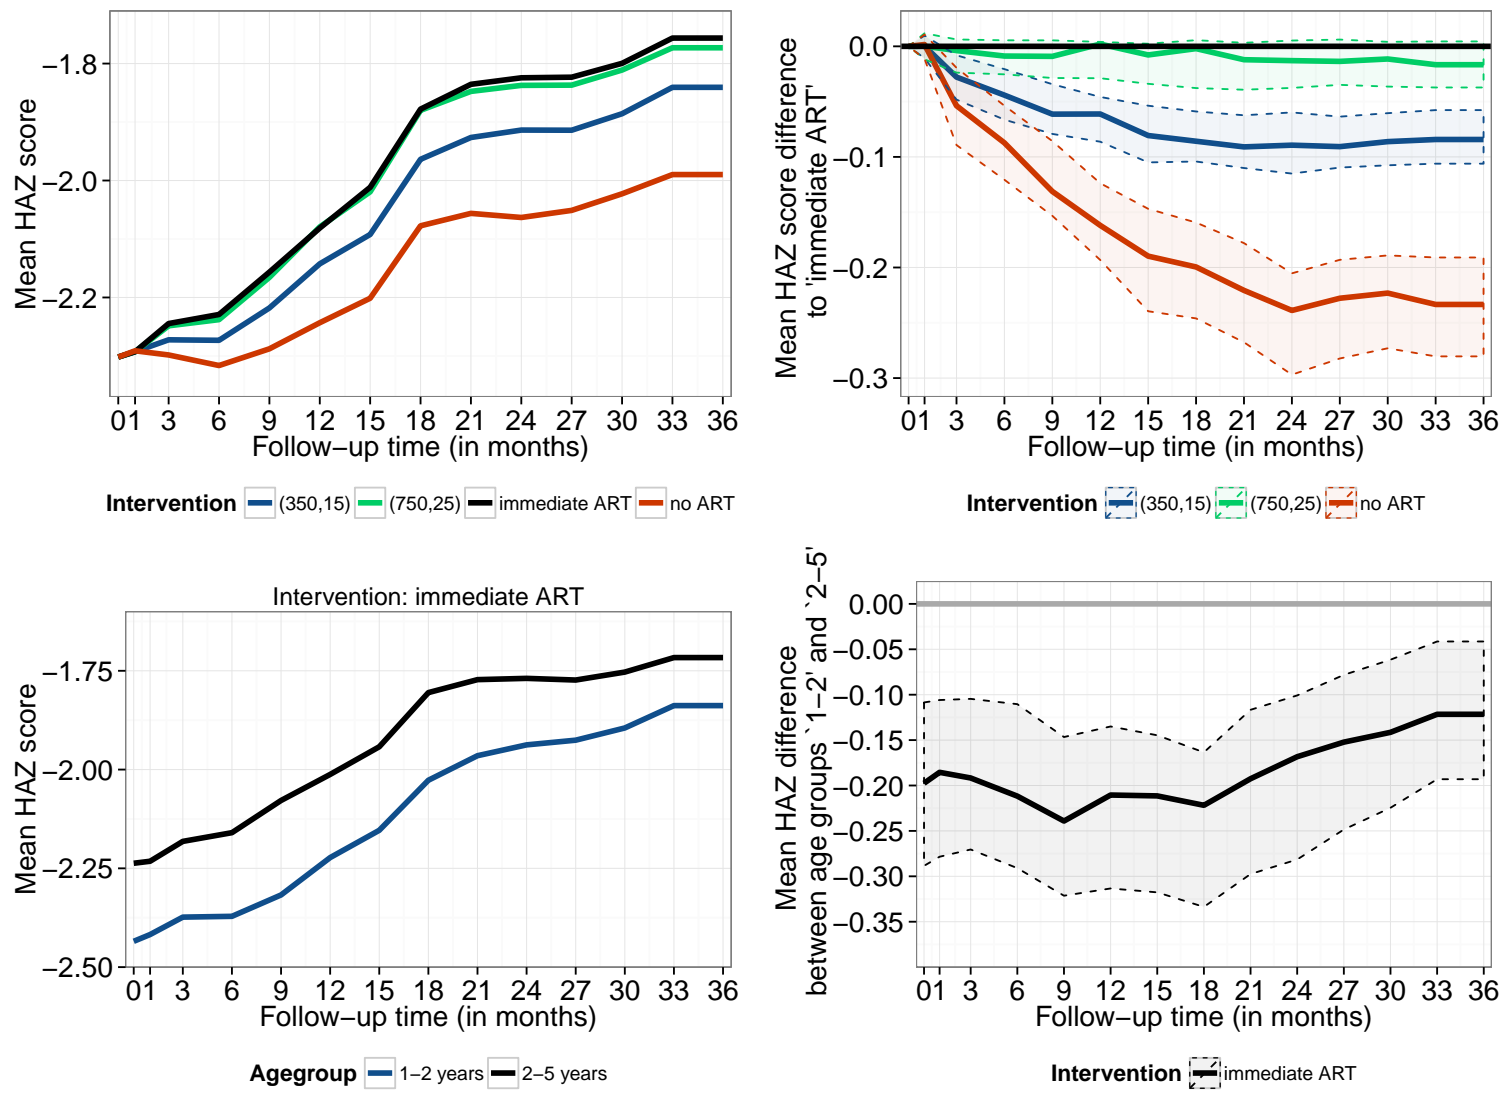 Mean HAZ score
−1.8
−2.0
−2.2
01 3 6 9 12 15 18 21 24 27 30 33 36
Follow−up time (in months)
Intervention (350,15) (750,25) immediate ART no ART
Mean HAZ score difference
to 'immediate ART'
0.0
−0.1
−0.2
−0.3
01 3 6 9 12 15 18 21 24 27 30 33 36
Follow−up time (in months)
Intervention (350,15) (750,25) no ART
Intervention: immediate ART
Mean HAZ score
−1.75
−2.00
−2.25
−2.50
01 3 6 9 12 15 18 21 24 27 30 33 36
Follow−up time (in months)
Agegroup 1−2 years 2−5 years
Mean HAZ difference
between age groups `1−2' and `2−5'
0.00
−0.05
−0.10
−0.15
−0.20
−0.25
−0.30
−0.35
01 3 6 9 12 15 18 21 24 27 30 33 36
Follow−up time (in months)
Intervention immediate ART